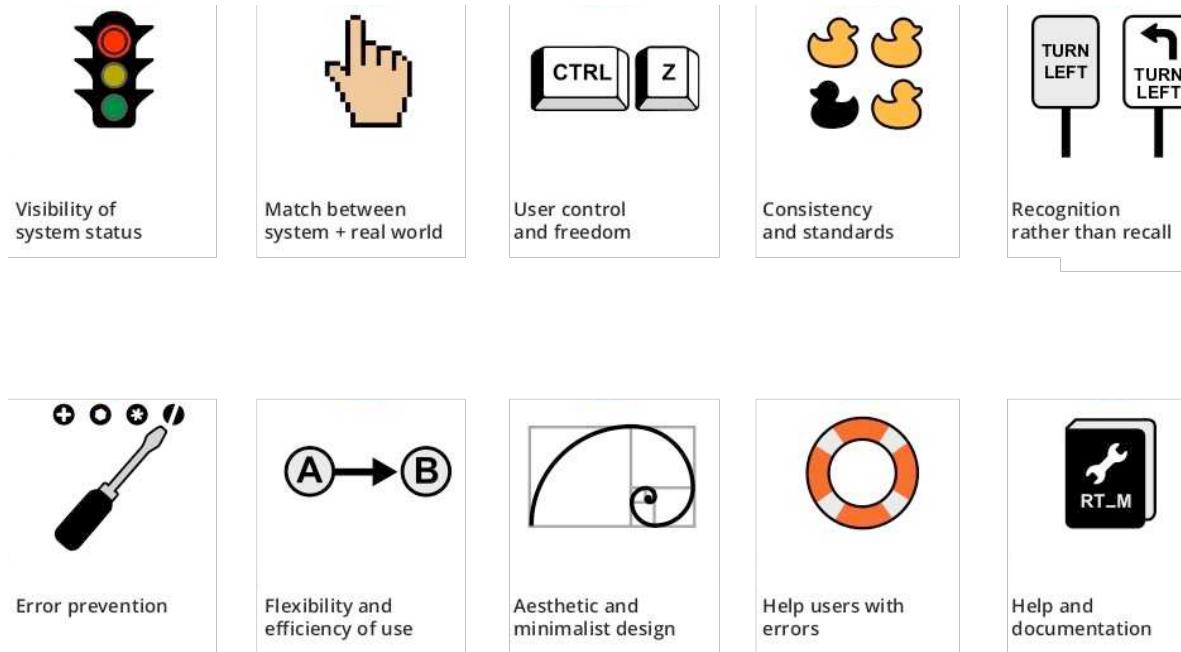 CTRL
Z
TURN
LEFT
TURN
LEFT
Visibility of
system status
Match between
system + real world
User control
and freedom
Consistency
and standards
Recognition
rather than recall
A
B
RT_M
Error prevention
Flexibility and
efficiency of use
Aesthetic and
minimalist design
Help users with
errors
Help and
documentation